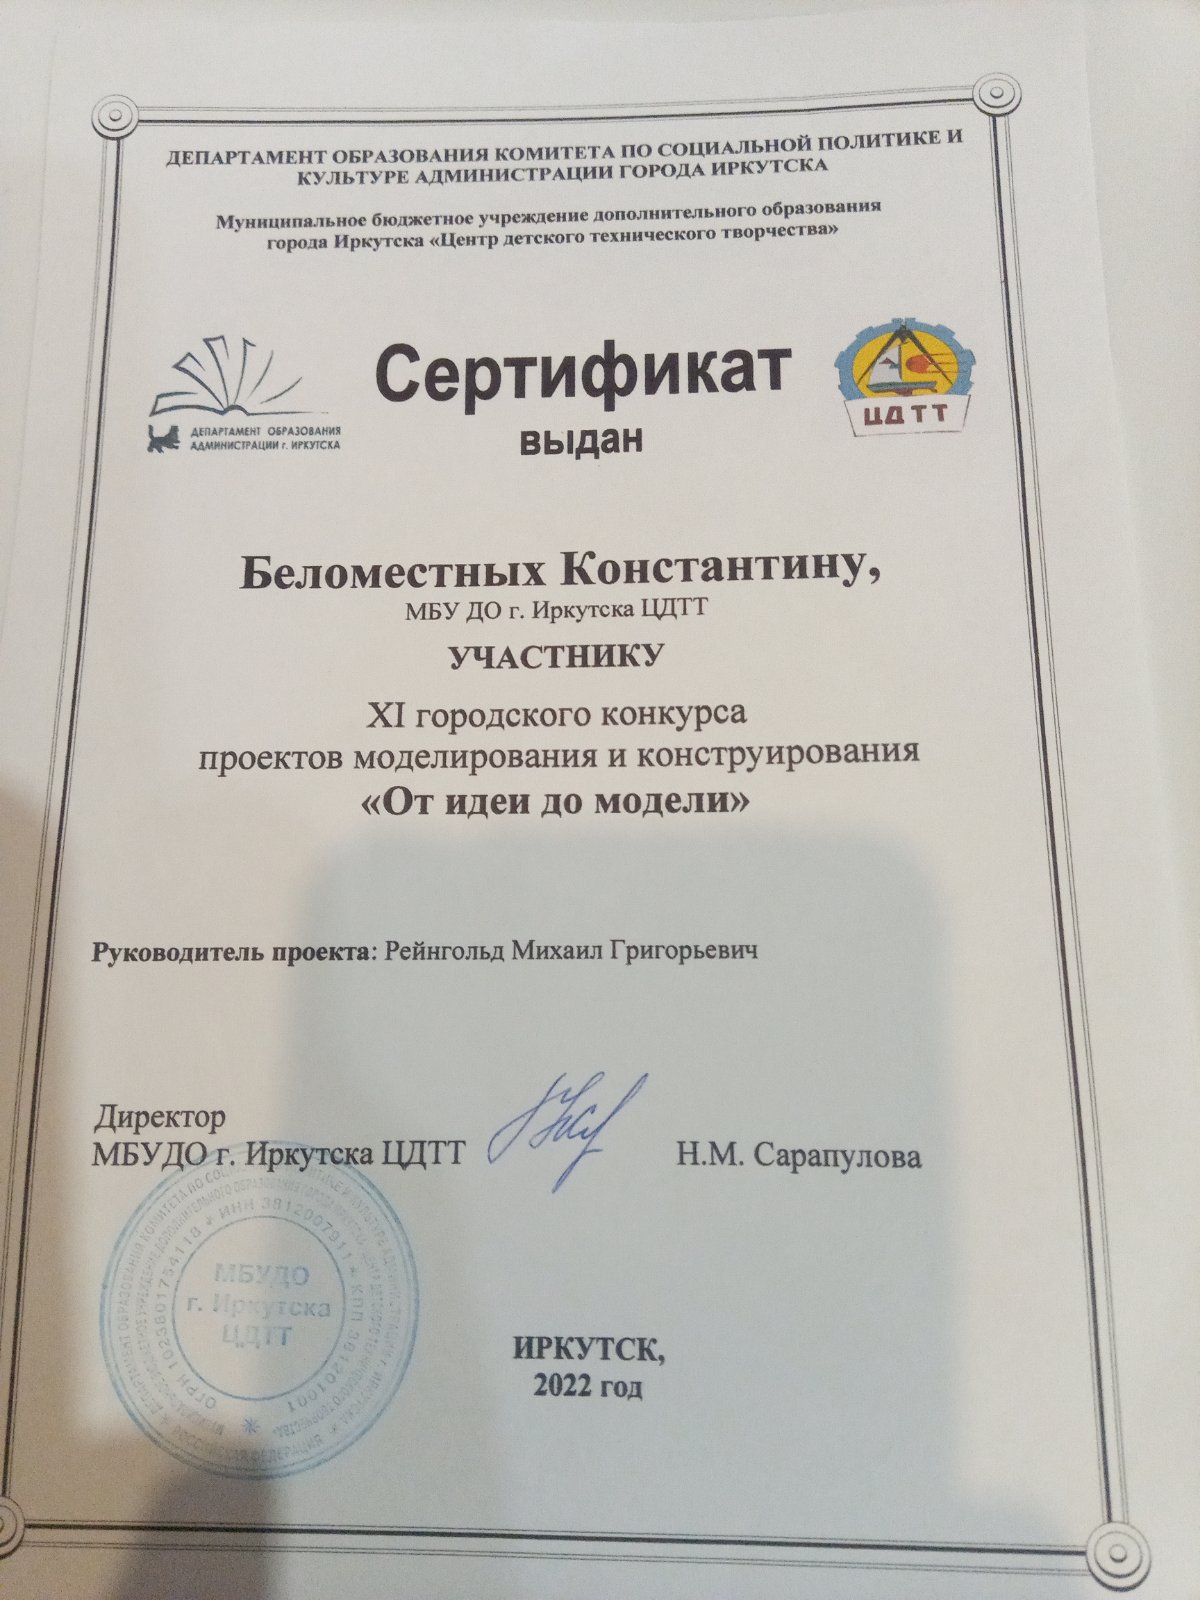 ДЕПАРТАМЕНТ ОБРАЗОВАНИЯ КОМИТЕТА ПО СОЦИАЛЬНОЙ ПОЛИТИКЕ И
КУЛЬТУРЕ АДМИНИСТРАЦИИ ГОРОДА ИРКУТСКА
Муниципальное бюджетное учреждение дополнительного образования
города Иркутска «Центр детского технического творчества»
Сертификат
выдан
ДЕПАРТАМЕНТ ОБРАЗОВАНИЯ
АДМИНИСТРАЦИИ г. ИРКУТСКА
ЦДТТ
Беломестных Константину,
МБУ ДО г. Иркутска ЦДТТ
УЧАСТНИКУ
XI городского конкурса
проектов моделирования и конструирования
«От идеи до модели»
Руководитель проекта: Рейнгольд Михаил Григорьевич
Директор
МБУДО г. Иркутска ЦДТТ
Н.М. Сарапулова
МБУДО
г. Иркутска
ЦДТТ
ОГРН 1023801754118 * ИНН 3812007911 * КПП 381201001
ИРКУТСК,
2022 год